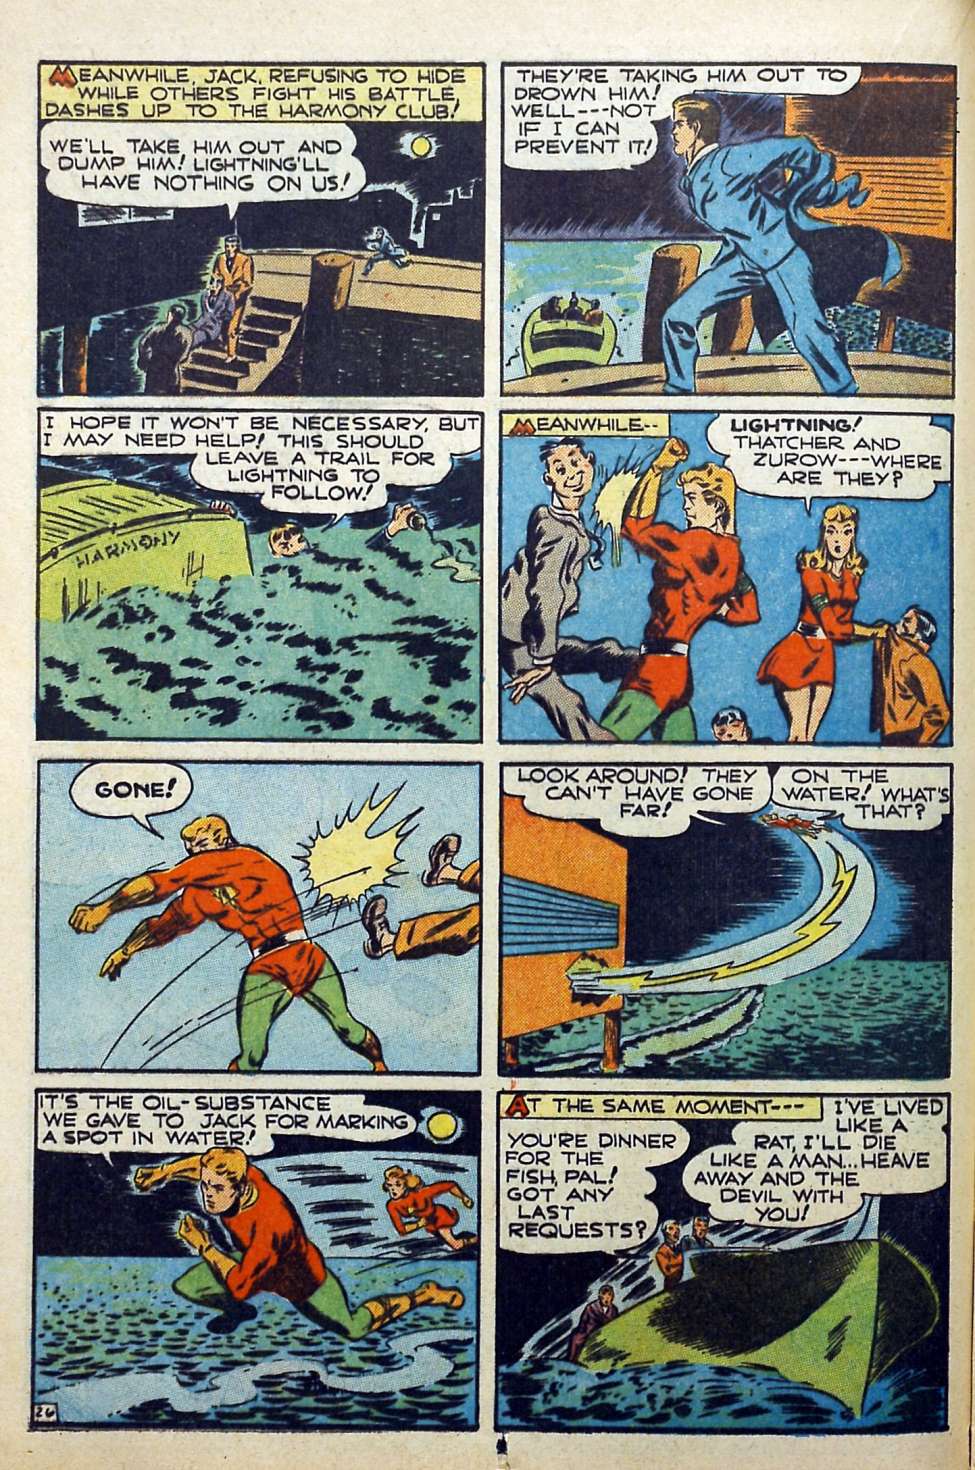 MEANWHILE, JACK, REFUSING TO HIDE
WHILE OTHERS FIGHT HIS BATTLE,
DASHES UP TO THE HARMONY CLUB!
WE'LL TAKE HIM OUT AND
DUMP HIM! LIGHTNING'LL
HAVE NOTHING ON US!
THEY'RE TAKING HIM OUT TO
DROWN HIM!
WELL---NOT
IF I CAN
PREVENT IT!
I HOPE IT WON'T BE NECESSARY, BUT
I MAY NEED HELP! THIS SHOULD
LEAVE A TRAIL FOR
LIGHTNING TO
FOLLOW!
HARMONY
MEANWHILE--
LIGHTNING!
THATCHER AND
ZUROW---WHERE
ARE THEY?
GONE!
LOOK AROUND! THEY
CAN'T HAVE GONE
FAR!
ON THE
WATER! WHAT'S
THAT?
IT'S THE OIL-SUBSTANCE
WE GAVE TO JACK FOR MARKING
A SPOT IN WATER!
26
AT THE SAME MOMENT---
YOU'RE DINNER
FOR THE
FISH, PAL!
GOT ANY
LAST
REQUESTS?
I'VE LIVED
LIKE A
RAT, I'LL DIE
LIKE A MAN...HEAVE
AWAY AND THE
DEVIL WITH
YOU!